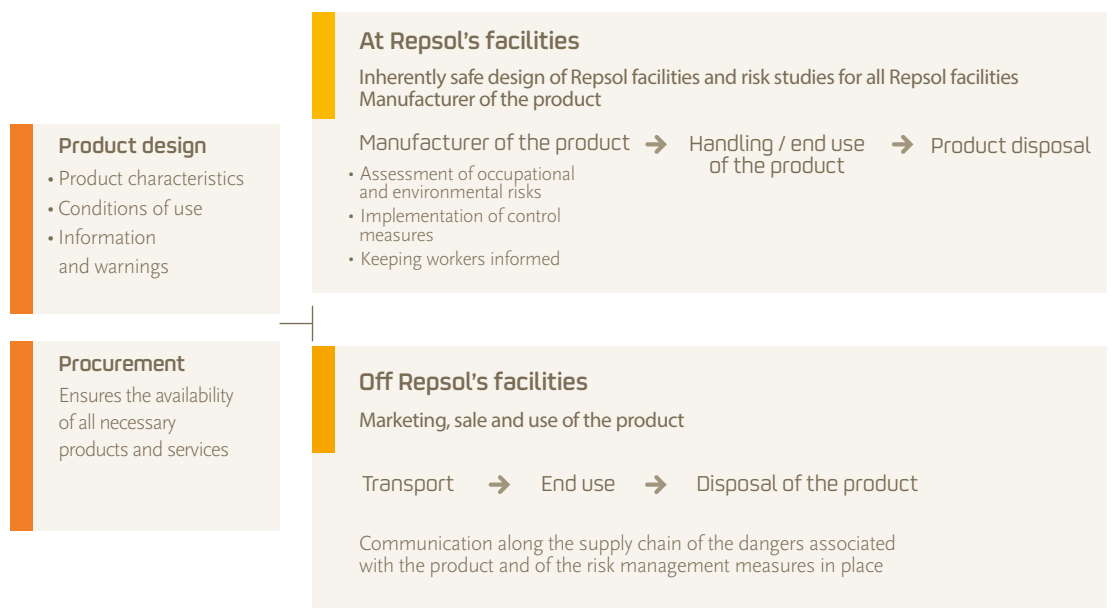 Product design
• Product characteristics
• Conditions of use
• Information
and warnings
Procurement
Ensures the availability
of all necessary
products and services
At Repsol's facilities
Inherently safe design of Repsol facilities and risk studies for all Repsol facilities
Manufacturer of the product
Manufacturer of the product → Handling / end use → Product disposal
of the product
• Assessment of occupational
and environmental risks
• Implementation of control
measures
• Keeping workers informed
Off Repsol's facilities
Marketing, sale and use of the product
Transport → End use → Disposal of the product
Communication along the supply chain of the dangers associated
with the product and of the risk management measures in place